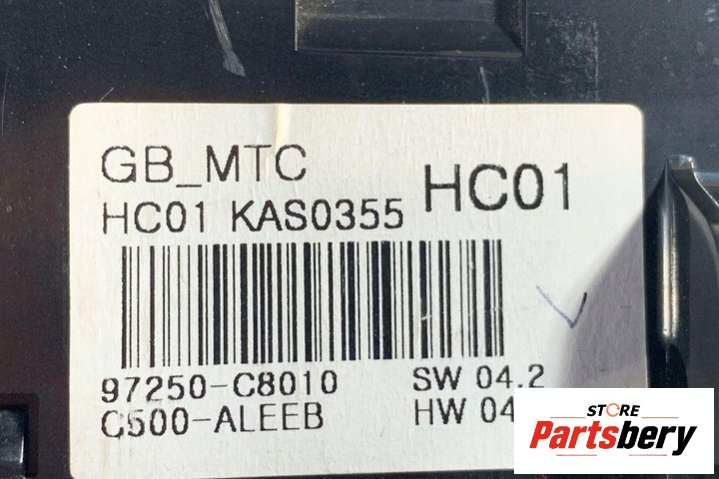 GB_MTC
HC01
HC01 KAS0355
97250-C8010
SW 04.2
C500-ALEEB
HW 04
STORE
Partsbery